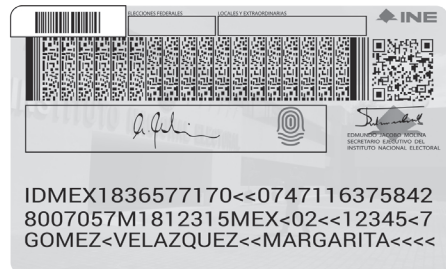 ELECCIONES FEDERALES
LOCALES Y EXTRAORDINARIAS
INE
EDMUNDO JACOBO MOLINA
SECRETARIO EJECUTIVO DEL
INSTITUTO NACIONAL ELECTORAL
IDMEX1836577170<<0747116375842
8007057M1812315MEX<02<<12345<7
GOMEZ<VELAZQUEZ<<MARGARITA<<<<